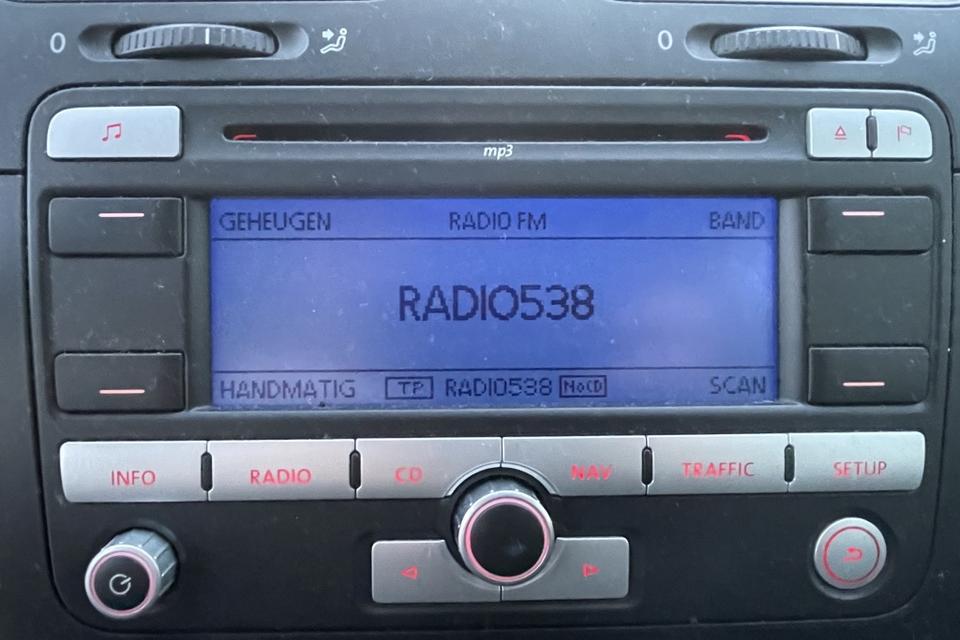 0 0
mp3
GEHEUGEN RADIO FM BAND
RADIO538
HANDMATIG TP RADIO538 NoCD SCAN
INFO RADIO CD NAV TRAFFIC SETUP